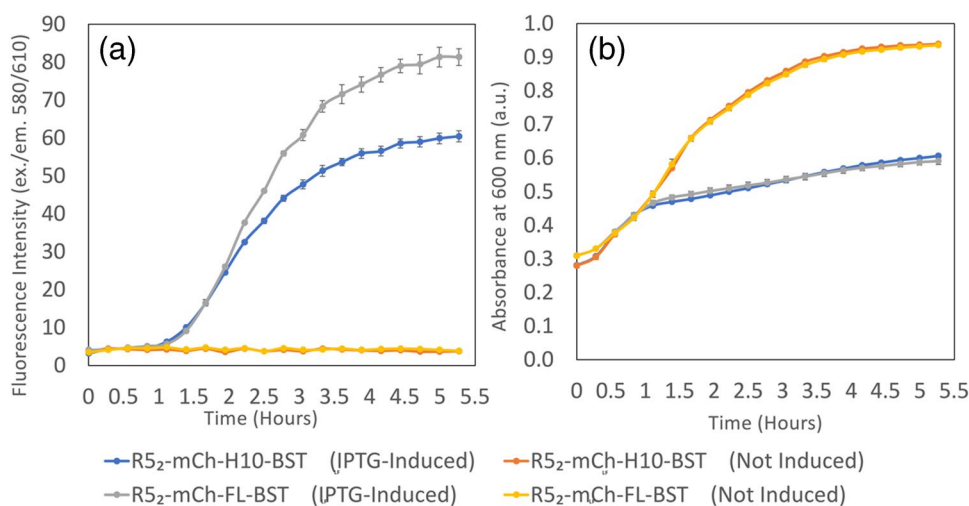 (a)
Fluorescence Intensity (ex./em. 580/610)
90
80
70
60
50
40
30
20
10
0
0 0.5 1 1.5 2 2.5 3 3.5 4 4.5 5 5.5
Time (Hours)
(b)
Absorbance at 600 nm (a.u.)
1.0
0.9
0.8
0.7
0.6
0.5
0.4
0.3
0.2
0.1
0.0
0 0.5 1 1.5 2 2.5 3 3.5 4 4.5 5 5.5
Time (Hours)
R5₂-mCh-H10-BST (IPTG-Induced)
R5₂-mCh-H10-BST (Not Induced)
R5₂-mCh-FL-BST (IPTG-Induced)
R5₂-mCh-FL-BST (Not Induced)